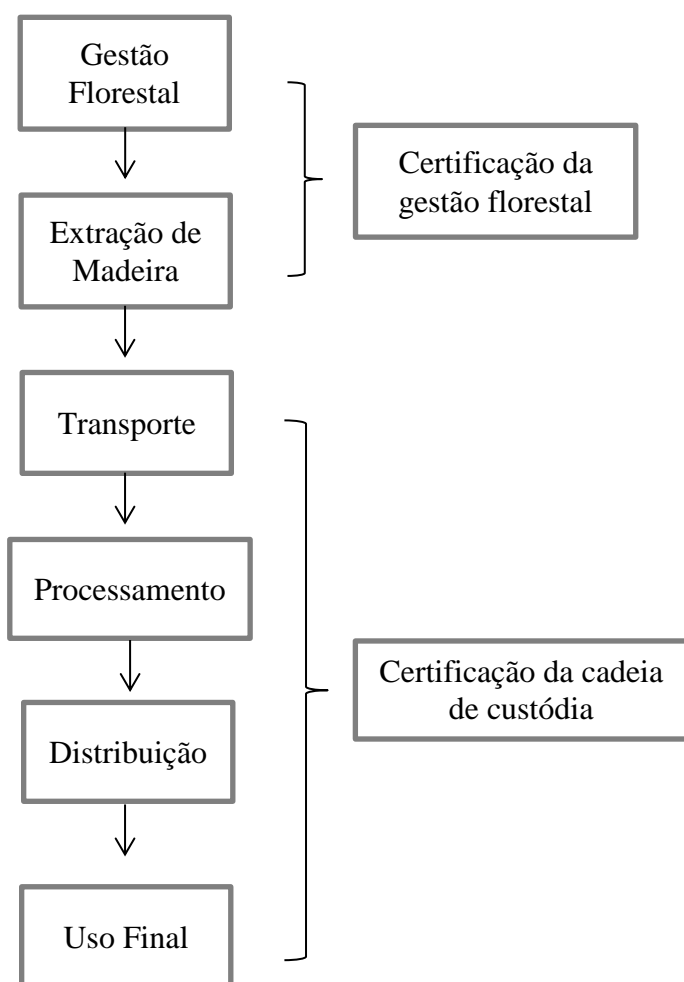 Gestão
Florestal
Certificação da
gestão florestal
Extração de
Madeira
Transporte
Processamento
Certificação da cadeia
de custódia
Distribuição
Uso Final